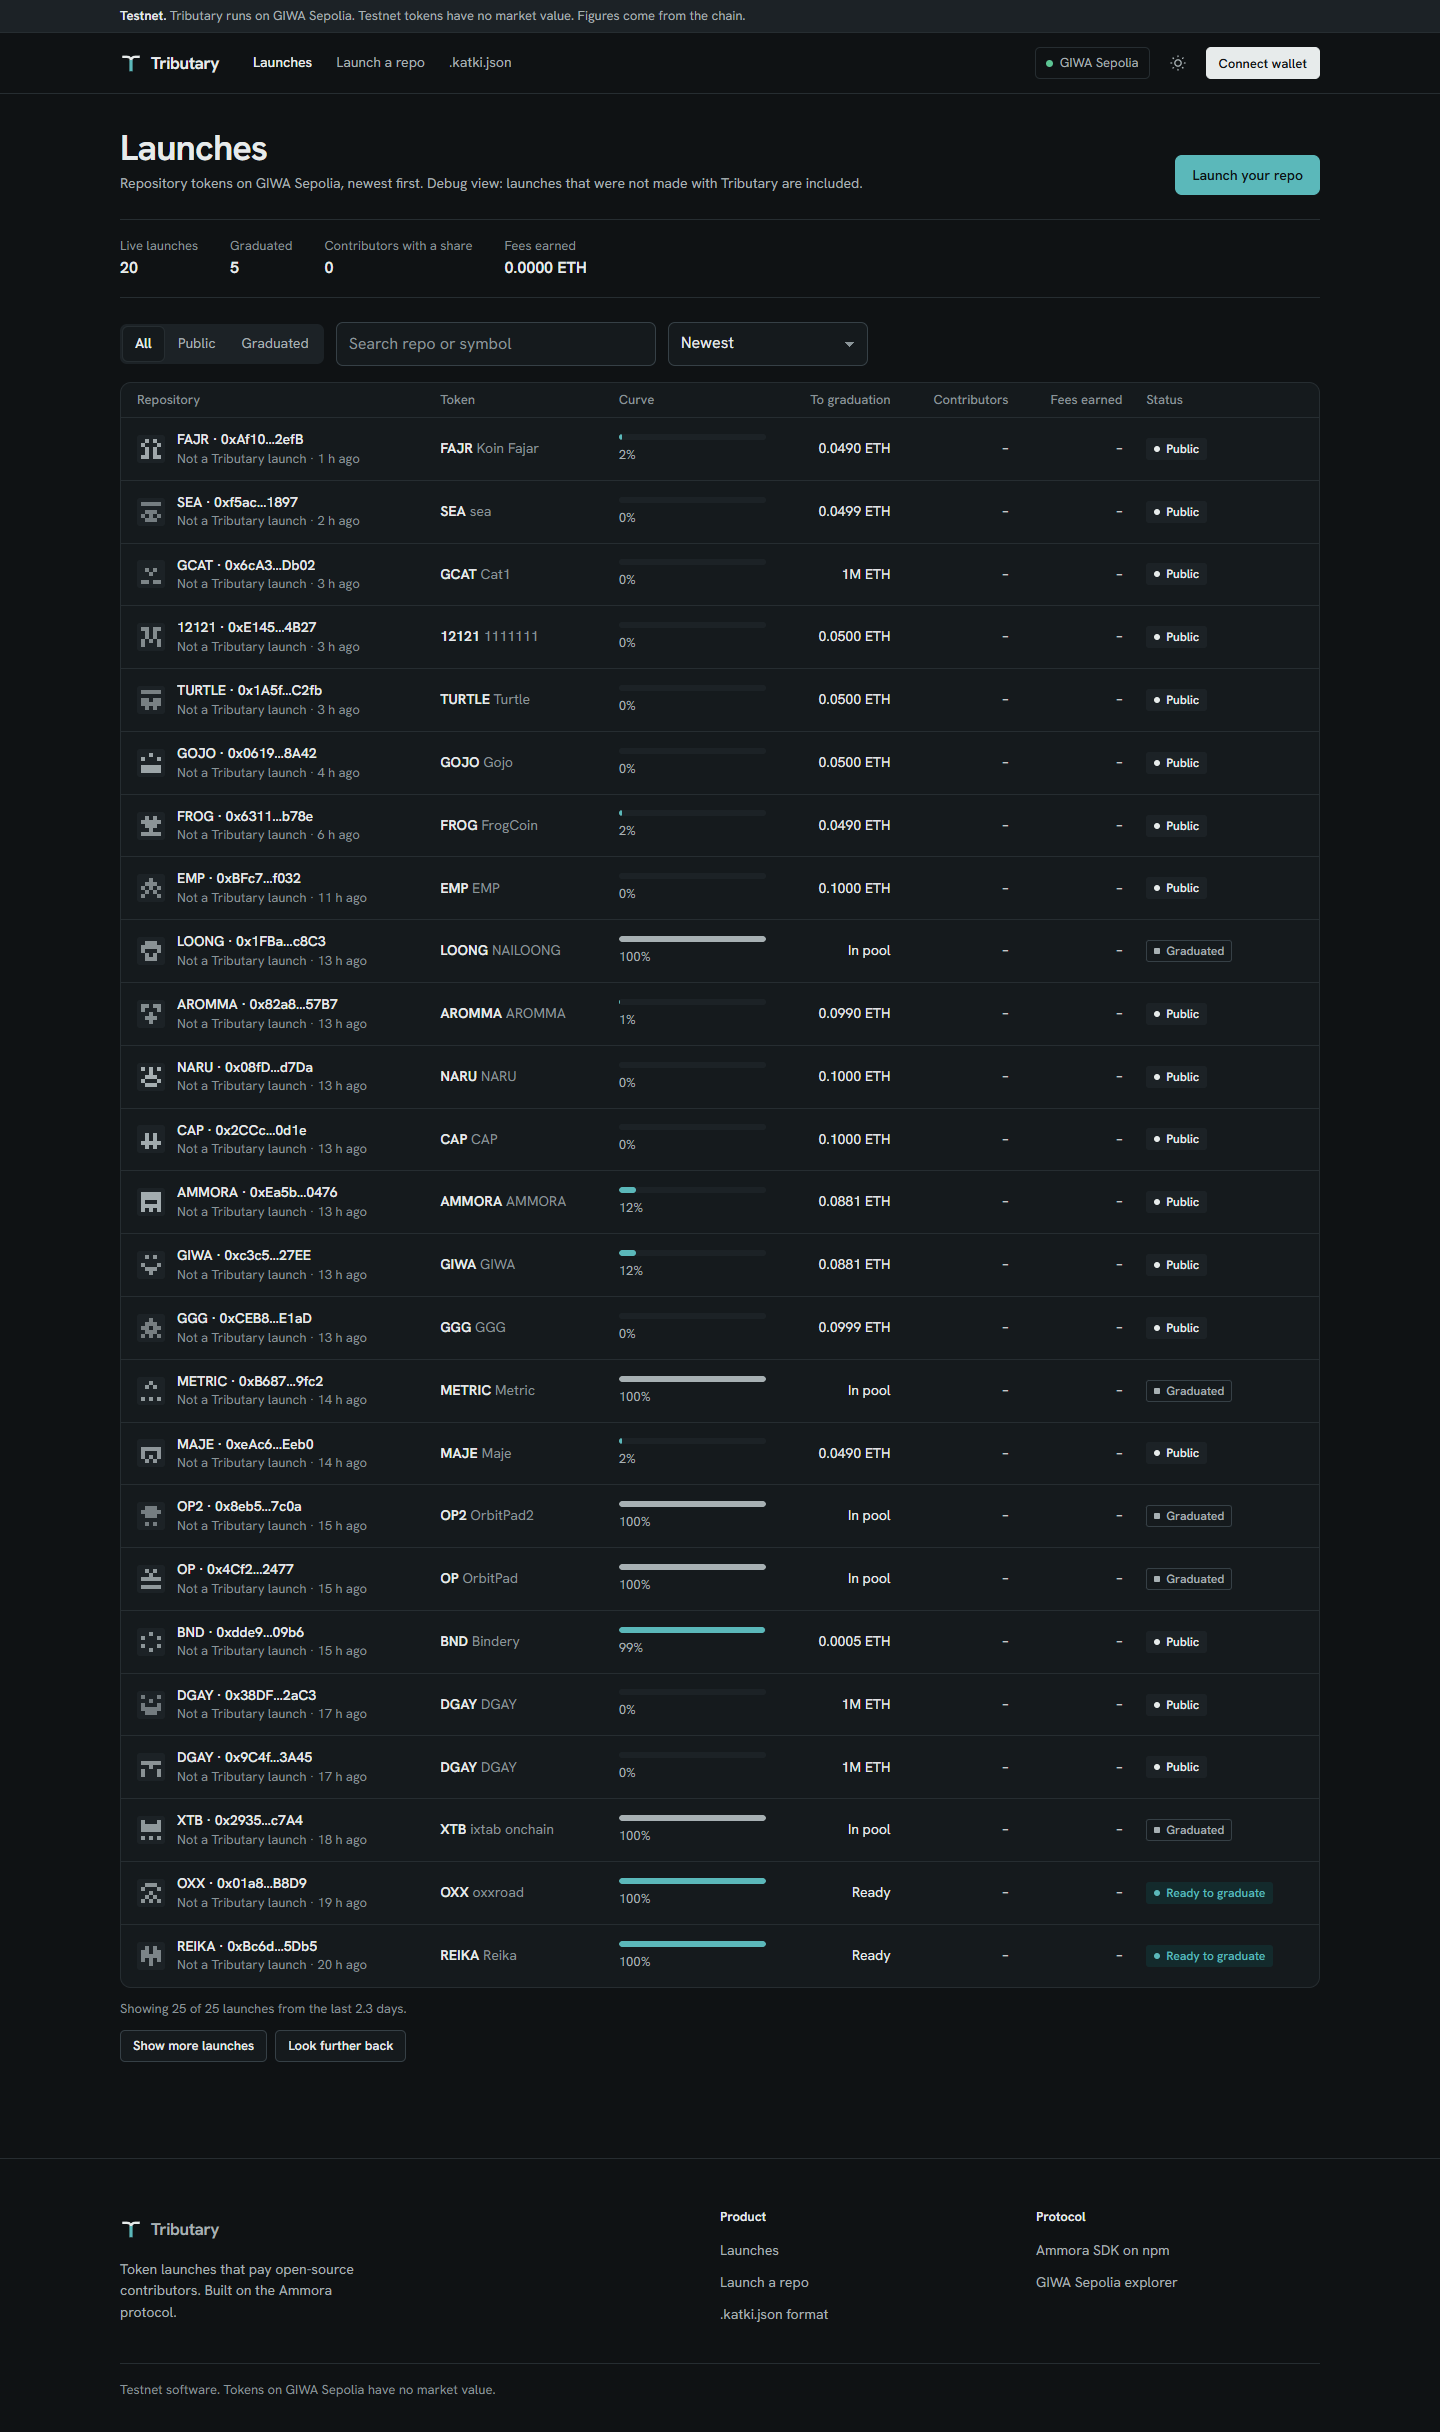 Testnet. Tributary runs on GIWA Sepolia. Testnet tokens have no market value. Figures come from the chain.
Tributary Launches Launch a repo .katki.json GIWA Sepolia Connect wallet
Launches
Repository tokens on GIWA Sepolia, newest first. Debug view: launches that were not made with Tributary are included.
Launch your repo
Live launches Graduated Contributors with a share Fees earned
20 5 0 0.0000 ETH
All Public Graduated Search repo or symbol Newest
Repository Token Curve To graduation Contributors Fees earned Status
FAJR · 0xAf10…2efB
Not a Tributary launch · 1 h ago
FAJR Koin Fajar 2% 0.0490 ETH – – Public
SEA · 0xf5ac…1897
Not a Tributary launch · 2 h ago
SEA sea 0% 0.0499 ETH – – Public
GCAT · 0x6cA3…Db02
Not a Tributary launch · 3 h ago
GCAT Cat1 0% 1M ETH – – Public
12121 · 0xE145…4B27
Not a Tributary launch · 3 h ago
12121 1111111 0% 0.0500 ETH – – Public
TURTLE · 0x1A5f…C2fb
Not a Tributary launch · 3 h ago
TURTLE Turtle 0% 0.0500 ETH – – Public
GOJO · 0x0619…8A42
Not a Tributary launch · 4 h ago
GOJO Gojo 0% 0.0500 ETH – – Public
FROG · 0x6311…b78e
Not a Tributary launch · 6 h ago
FROG FrogCoin 2% 0.0490 ETH – – Public
EMP · 0xBFc7…f032
Not a Tributary launch · 11 h ago
EMP EMP 0% 0.1000 ETH – – Public
LOONG · 0x1FBa…c8C3
Not a Tributary launch · 13 h ago
LOONG NAILOONG 100% In pool – – Graduated
AROMMA · 0x82a8…57B7
Not a Tributary launch · 13 h ago
AROMMA AROMMA 1% 0.0990 ETH – – Public
NARU · 0x08fD…d7Da
Not a Tributary launch · 13 h ago
NARU NARU 0% 0.1000 ETH – – Public
CAP · 0x2CCc…0d1e
Not a Tributary launch · 13 h ago
CAP CAP 0% 0.1000 ETH – – Public
AMMORA · 0xEa5b…0476
Not a Tributary launch · 13 h ago
AMMORA AMMORA 12% 0.0881 ETH – – Public
GIWA · 0xc3c5…27EE
Not a Tributary launch · 13 h ago
GIWA GIWA 12% 0.0881 ETH – – Public
GGG · 0xCEB8…E1aD
Not a Tributary launch · 13 h ago
GGG GGG 0% 0.0999 ETH – – Public
METRIC · 0xB687…9fc2
Not a Tributary launch · 14 h ago
METRIC Metric 100% In pool – – Graduated
MAJE · 0xeAc6…Eeb0
Not a Tributary launch · 14 h ago
MAJE Maje 2% 0.0490 ETH – – Public
OP2 · 0x8eb5…7c0a
Not a Tributary launch · 15 h ago
OP2 OrbitPad2 100% In pool – – Graduated
OP · 0x4Cf2…2477
Not a Tributary launch · 15 h ago
OP OrbitPad 100% In pool – – Graduated
BND · 0xdde9…09b6
Not a Tributary launch · 15 h ago
BND Bindery 99% 0.0005 ETH – – Public
DGAY · 0x38DF…2aC3
Not a Tributary launch · 17 h ago
DGAY DGAY 0% 1M ETH – – Public
DGAY · 0x9C4f…3A45
Not a Tributary launch · 17 h ago
DGAY DGAY 0% 1M ETH – – Public
XTB · 0x2935…c7A4
Not a Tributary launch · 18 h ago
XTB ixtab onchain 100% In pool – – Graduated
OXX · 0x01a8…B8D9
Not a Tributary launch · 19 h ago
OXX oxxroad 100% Ready – – Ready to graduate
REIKA · 0xBc6d…5Db5
Not a Tributary launch · 20 h ago
REIKA Reika 100% Ready – – Ready to graduate
Showing 25 of 25 launches from the last 2.3 days.
Show more launches Look further back
Tributary
Token launches that pay open-source
contributors. Built on the Ammora
protocol.
Product
Launches
Launch a repo
.katki.json format
Protocol
Ammora SDK on npm
GIWA Sepolia explorer
Testnet software. Tokens on GIWA Sepolia have no market value.